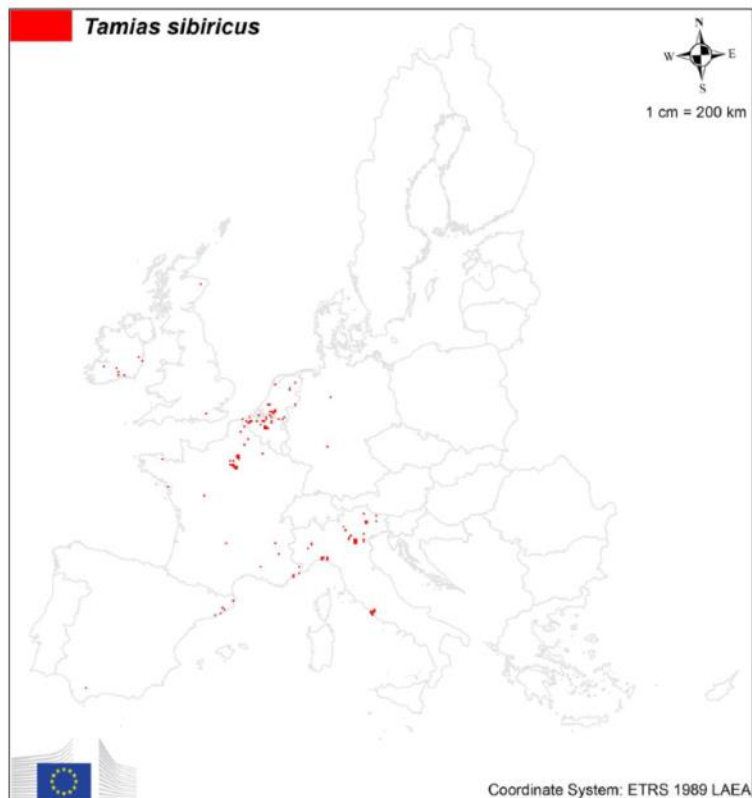 Tamias sibiricus
N
W E
S
1 cm = 200 km
Coordinate System: ETRS 1989 LAEA